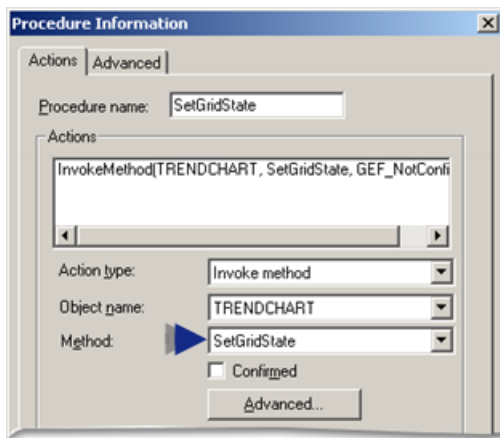 Procedure Information
Actions Advanced
Procedure name: SetGridState
Actions
InvokeMethod(TRENDCHART, SetGridState, GEF_NotConfi
Action type: Invoke method
Object name: TRENDCHART
Method: SetGridState
Confirmed
Advanced...